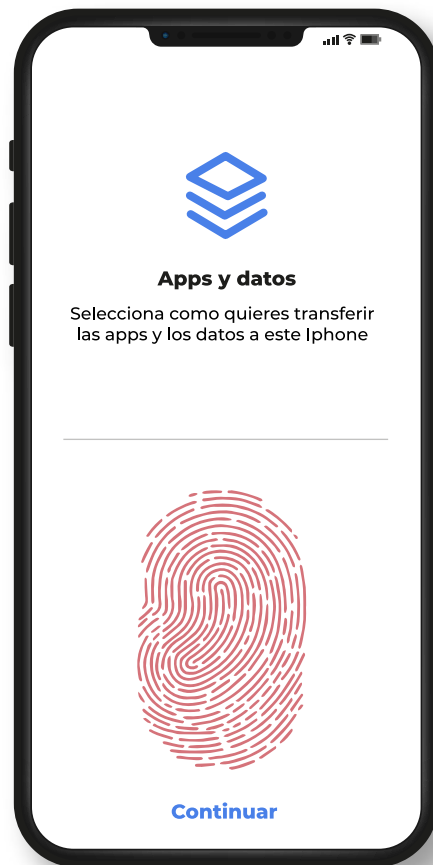 Apps y datos
Selecciona como quieres transferir
las apps y los datos a este Iphone
Continuar